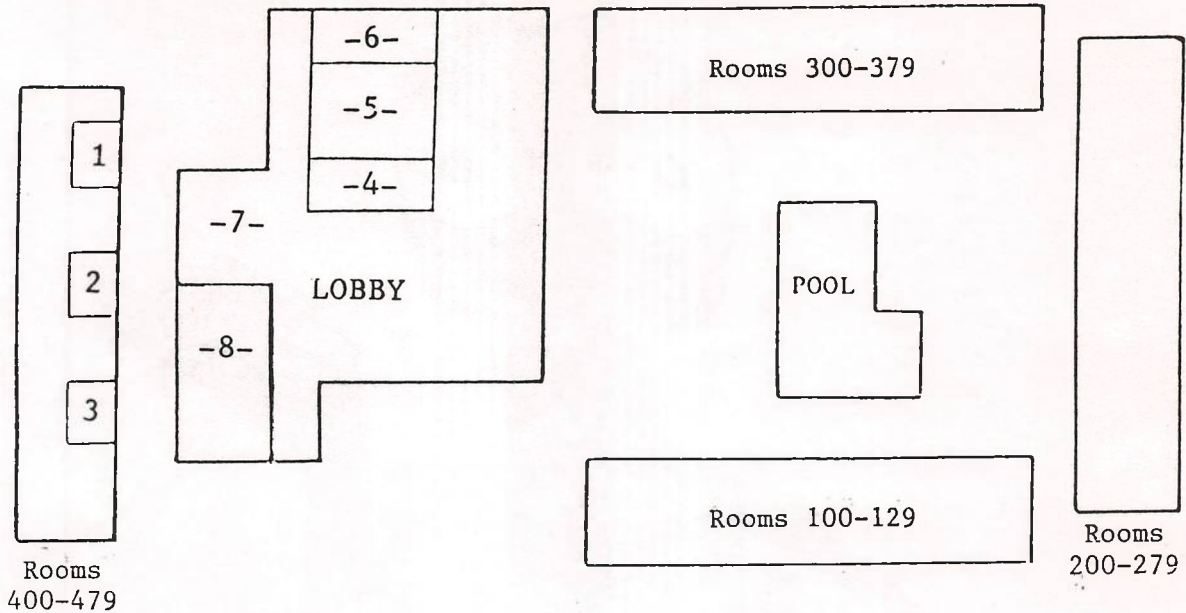 -6-
Rooms 300-379
-5-
1
-4-
-7-
2
LOBBY
POOL
-8-
3
Rooms 100-129
Rooms
200-279
Rooms
400-479